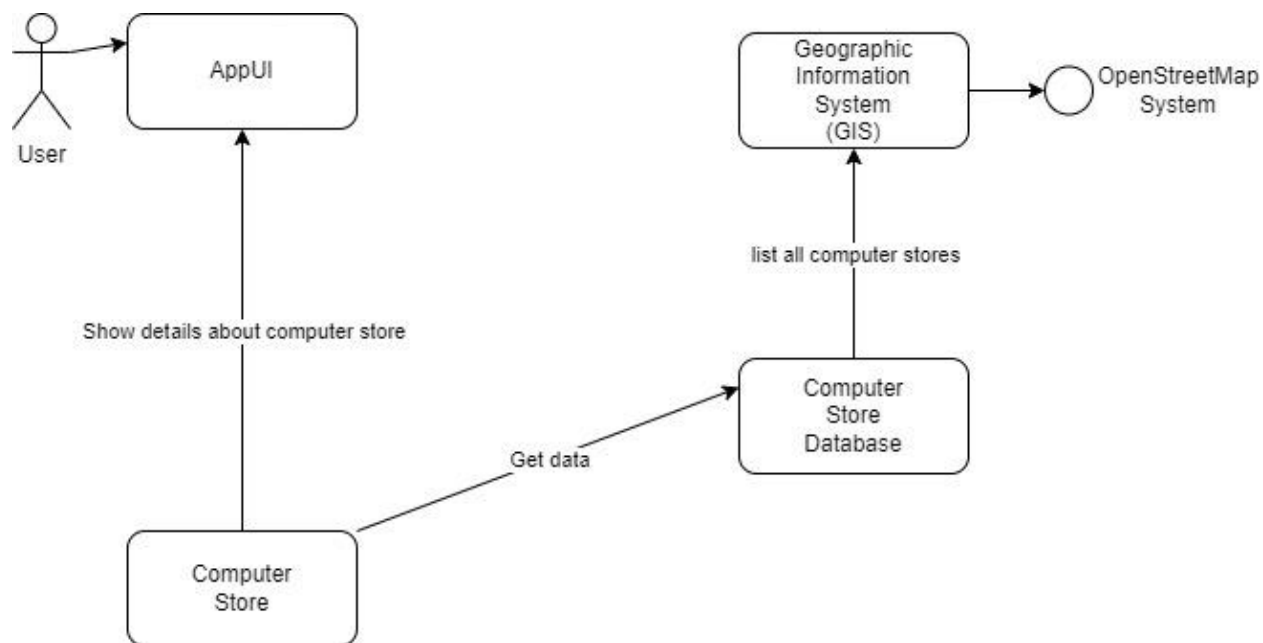 AppUI
User
Geographic
Information
System
(GIS)
OpenStreetMap
System
list all computer stores
Show details about computer store
Computer
Store
Database
Get data
Computer
Store